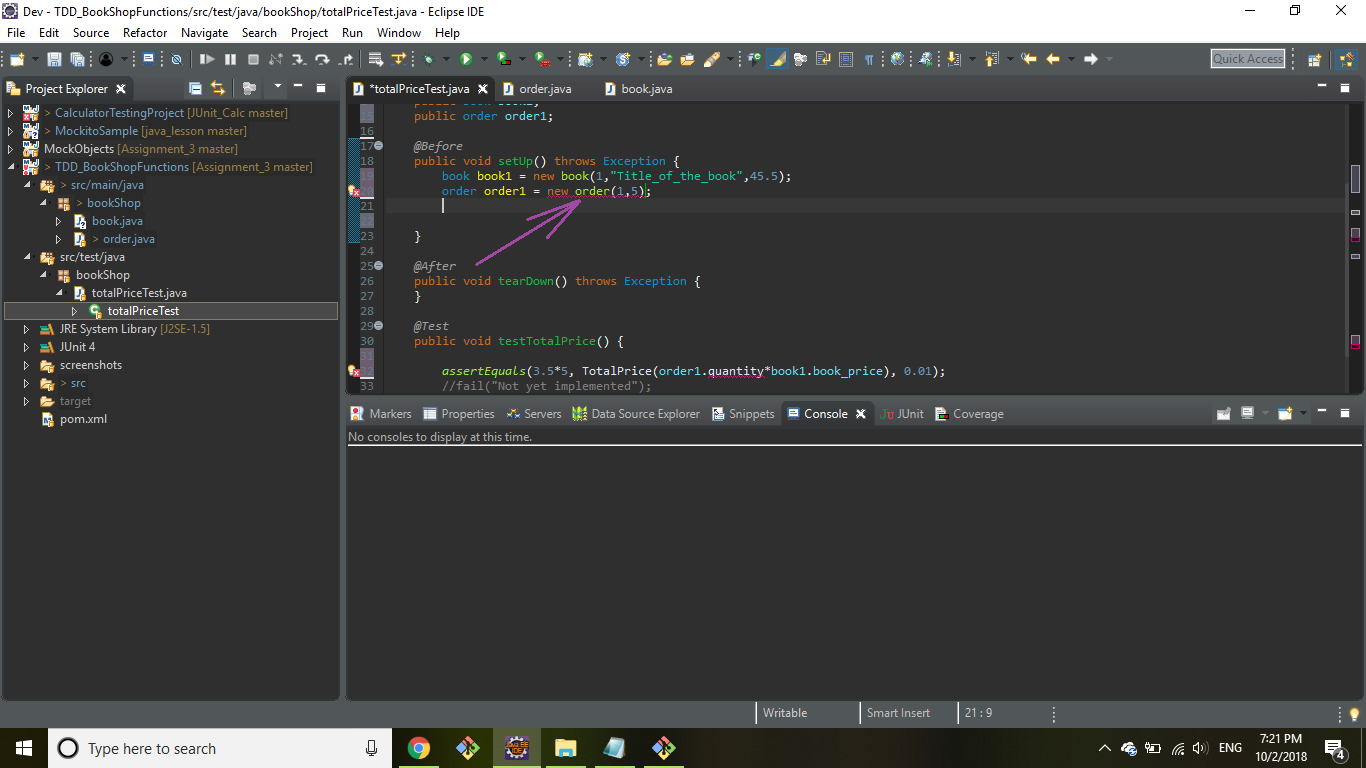 Dev - TDD_BookShopFunctions/src/test/java/bookShop/totalPriceTest.java - Eclipse IDE
File Edit Source Refactor Navigate Search Project Run Window Help
Quick Access
Project Explorer
> CalculatorTestingProject [JUnit_Calc master]
> MockitoSample [java_lesson master]
MockObjects [Assignment_3 master]
> TDD_BookShopFunctions [Assignment_3 master]
> src/main/java
> bookShop
book.java
> order.java
src/test/java
bookShop
totalPriceTest.java
totalPriceTest
JRE System Library [J2SE-1.5]
JUnit 4
screenshots
> src
target
pom.xml
*totalPriceTest.java order.java book.java
15 public order order1;
16
17 @Before
18 public void setUp() throws Exception {
19 book book1 = new book(1,"Title_of_the_book",45.5);
20 order order1 = new order(1,5);
21
22
23 }
24
25 @After
26 public void tearDown() throws Exception {
27 }
28
29 @Test
30 public void testTotalPrice() {
31
32 assertEquals(3.5*5, TotalPrice(order1.quantity*book1.book_price), 0.01);
33 //fail("Not yet implemented");
Markers Properties Servers Data Source Explorer Snippets Console JUnit Coverage
No consoles to display at this time.
Writable Smart Insert 21 : 9
Type here to search
ENG
7:21 PM
10/2/2018
4